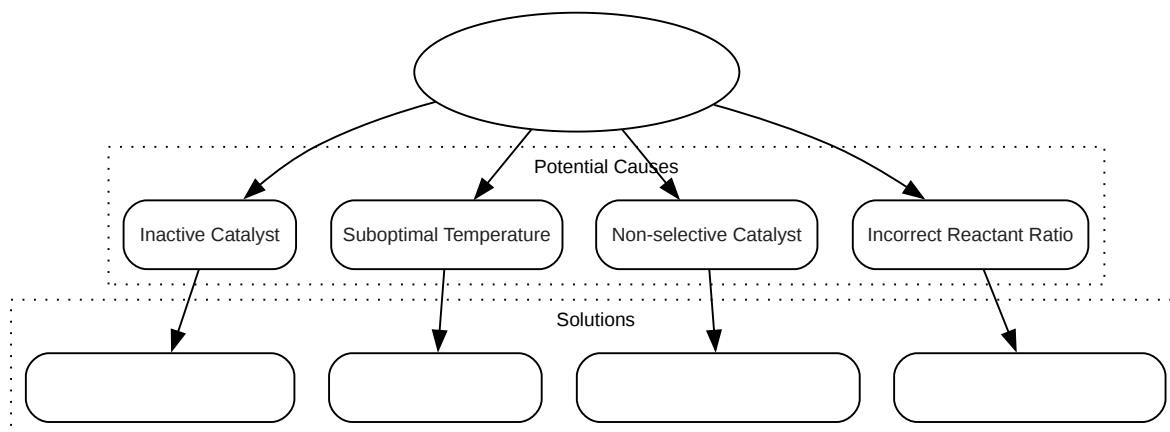 Potential Causes
Inactive Catalyst
Suboptimal Temperature
Non-selective Catalyst
Incorrect Reactant Ratio
Solutions